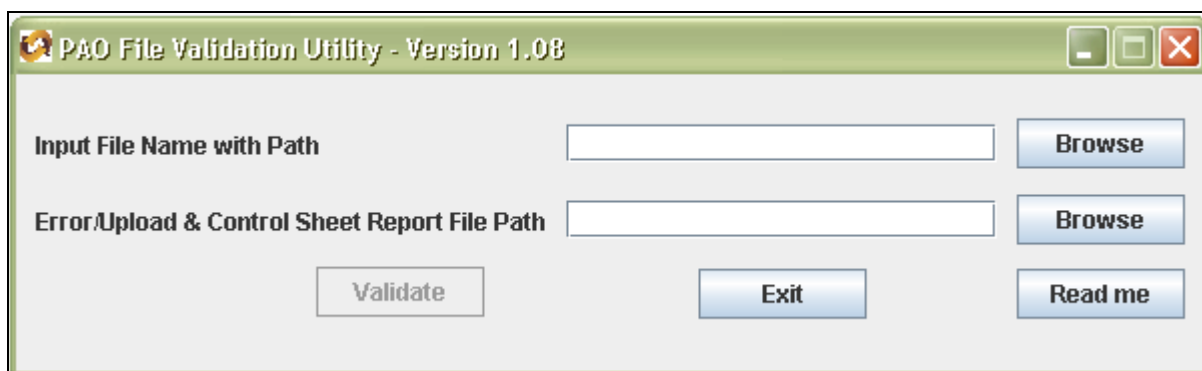 PAO File Validation Utility - Version 1.08
Input File Name with Path Browse
Error/Upload & Control Sheet Report File Path Browse
Validate Exit Read me